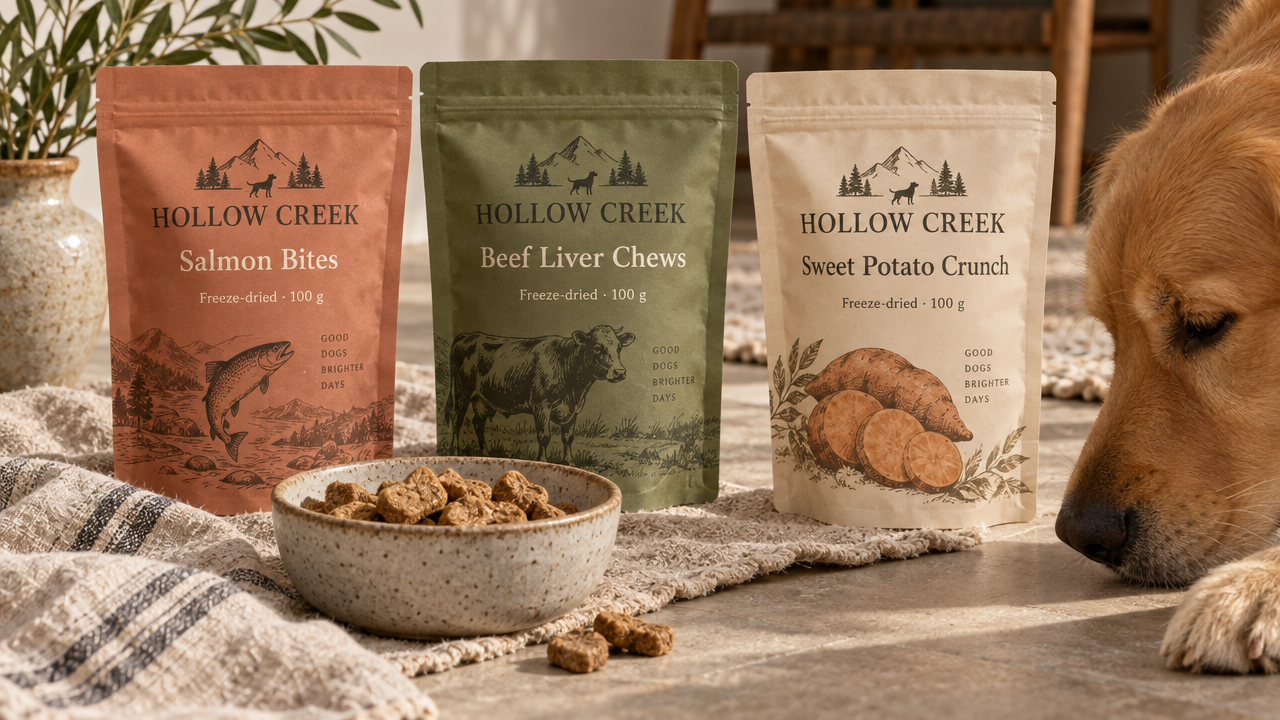 HOLLOW CREEK
Salmon Bites
Freeze-dried · 100 g
GOOD
DOGS
BRIGHTER
DAYS
HOLLOW CREEK
Beef Liver Chews
Freeze-dried · 100 g
GOOD
DOGS
BRIGHTER
DAYS
HOLLOW CREEK
Sweet Potato Crunch
Freeze-dried · 100 g
GOOD
DOGS
BRIGHTER
DAYS